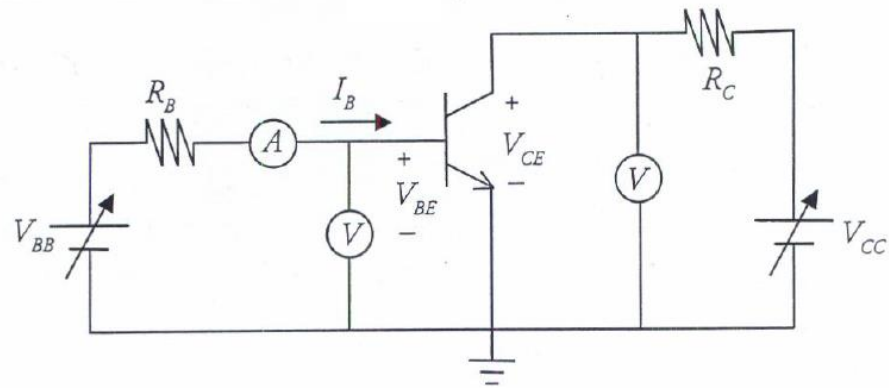 R_B
I_B
A
+
V_BE
−
V
V_BB
+
V_CE
−
V
R_C
V_CC